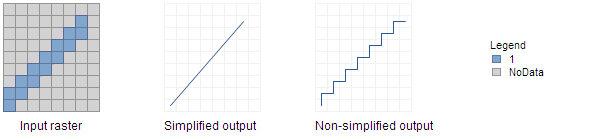 Legend
1
NoData
Input raster
Simplified output
Non-simplified output